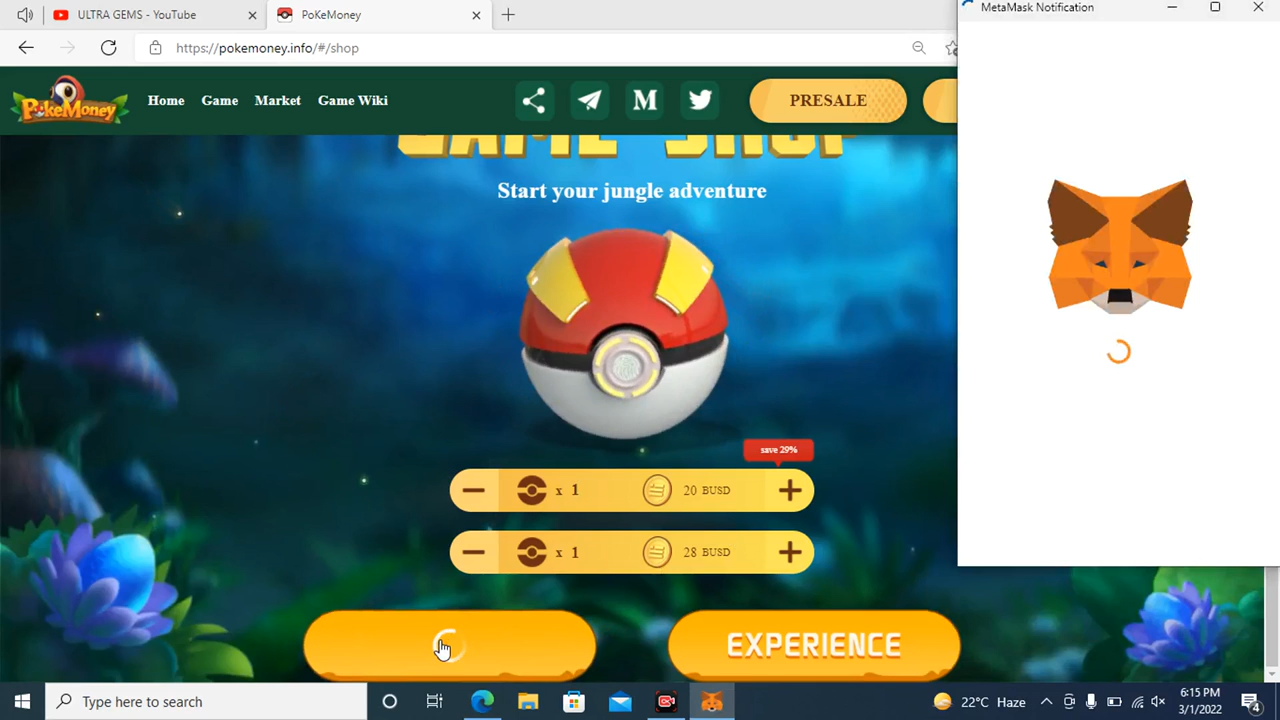 ULTRA GEMS - YouTube
PoKeMoney
MetaMask Notification
https://pokemoney.info/#/shop
PoKeMoney
Home
Game
Market
Game Wiki
M
PRESALE
GAME SHOP
Start your jungle adventure
save 29%
x 1
20 BUSD
x 1
28 BUSD
EXPERIENCE
Type here to search
22°C Haze
6:15 PM
3/1/2022
4